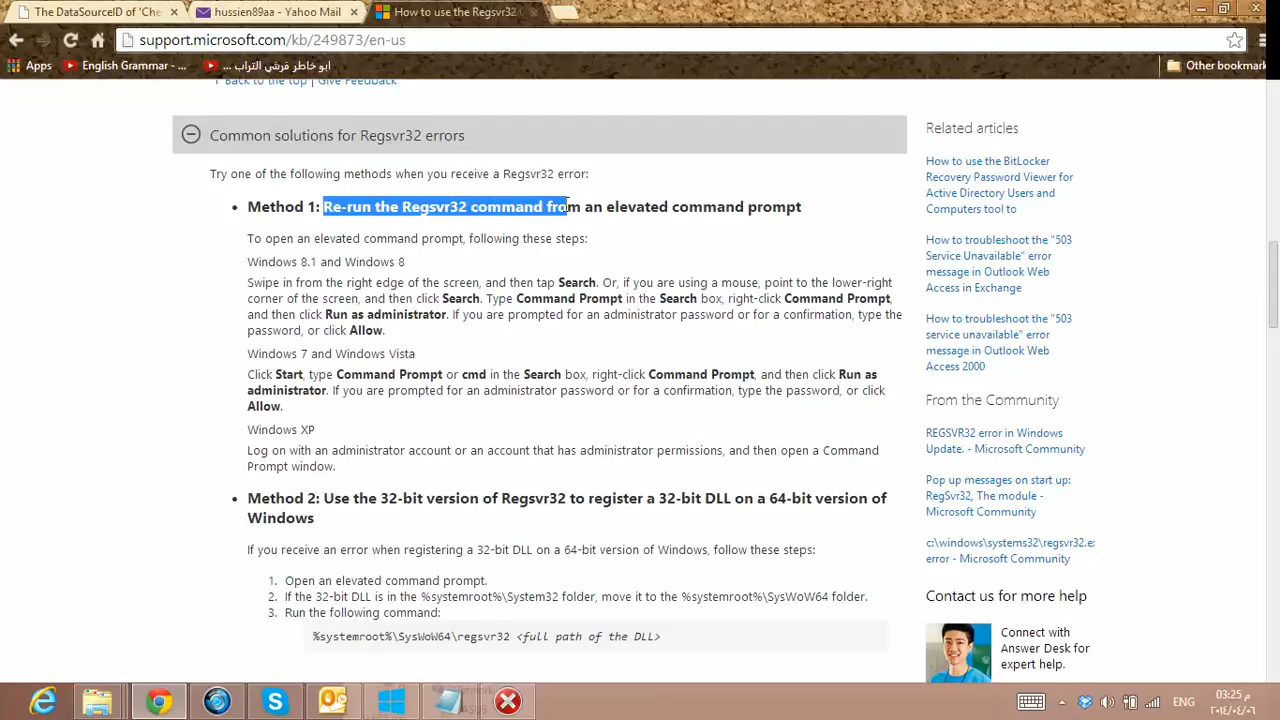 The DataSourceID of 'Che
hussien89aa - Yahoo Mail
How to use the Regsvr32
support.microsoft.com/kb/249873/en-us
Apps
English Grammar - ...
ابو خاطر فرشي التراب ...
Other bookmark
Back to the top | Give Feedback
Common solutions for Regsvr32 errors
Try one of the following methods when you receive a Regsvr32 error:
• Method 1: Re-run the Regsvr32 command from an elevated command prompt
To open an elevated command prompt, following these steps:
Windows 8.1 and Windows 8
Swipe in from the right edge of the screen, and then tap Search. Or, if you are using a mouse, point to the lower-right
corner of the screen, and then click Search. Type Command Prompt in the Search box, right-click Command Prompt,
and then click Run as administrator. If you are prompted for an administrator password or for a confirmation, type the
password, or click Allow.
Windows 7 and Windows Vista
Click Start, type Command Prompt or cmd in the Search box, right-click Command Prompt, and then click Run as
administrator. If you are prompted for an administrator password or for a confirmation, type the password, or click
Allow.
Windows XP
Log on with an administrator account or an account that has administrator permissions, and then open a Command
Prompt window.
• Method 2: Use the 32-bit version of Regsvr32 to register a 32-bit DLL on a 64-bit version of
Windows
If you receive an error when registering a 32-bit DLL on a 64-bit version of Windows, follow these steps:
1. Open an elevated command prompt.
2. If the 32-bit DLL is in the %systemroot%\System32 folder, move it to the %systemroot%\SysWoW64 folder.
3. Run the following command:
%systemroot%\SysWoW64\regsvr32 <full path of the DLL>
Related articles
How to use the BitLocker
Recovery Password Viewer for
Active Directory Users and
Computers tool to
How to troubleshoot the "503
Service Unavailable" error
message in Outlook Web
Access in Exchange
How to troubleshoot the "503
service unavailable" error
message in Outlook Web
Access 2000
From the Community
REGSVR32 error in Windows
Update. - Microsoft Community
Pop up messages on start up:
RegSvr32, The module -
Microsoft Community
c:\windows\systems32\regsvr32.e:
error - Microsoft Community
Contact us for more help
Connect with
Answer Desk for
expert help.
ENG
03:25 م
٢٠١٤/٠٤/٠٦